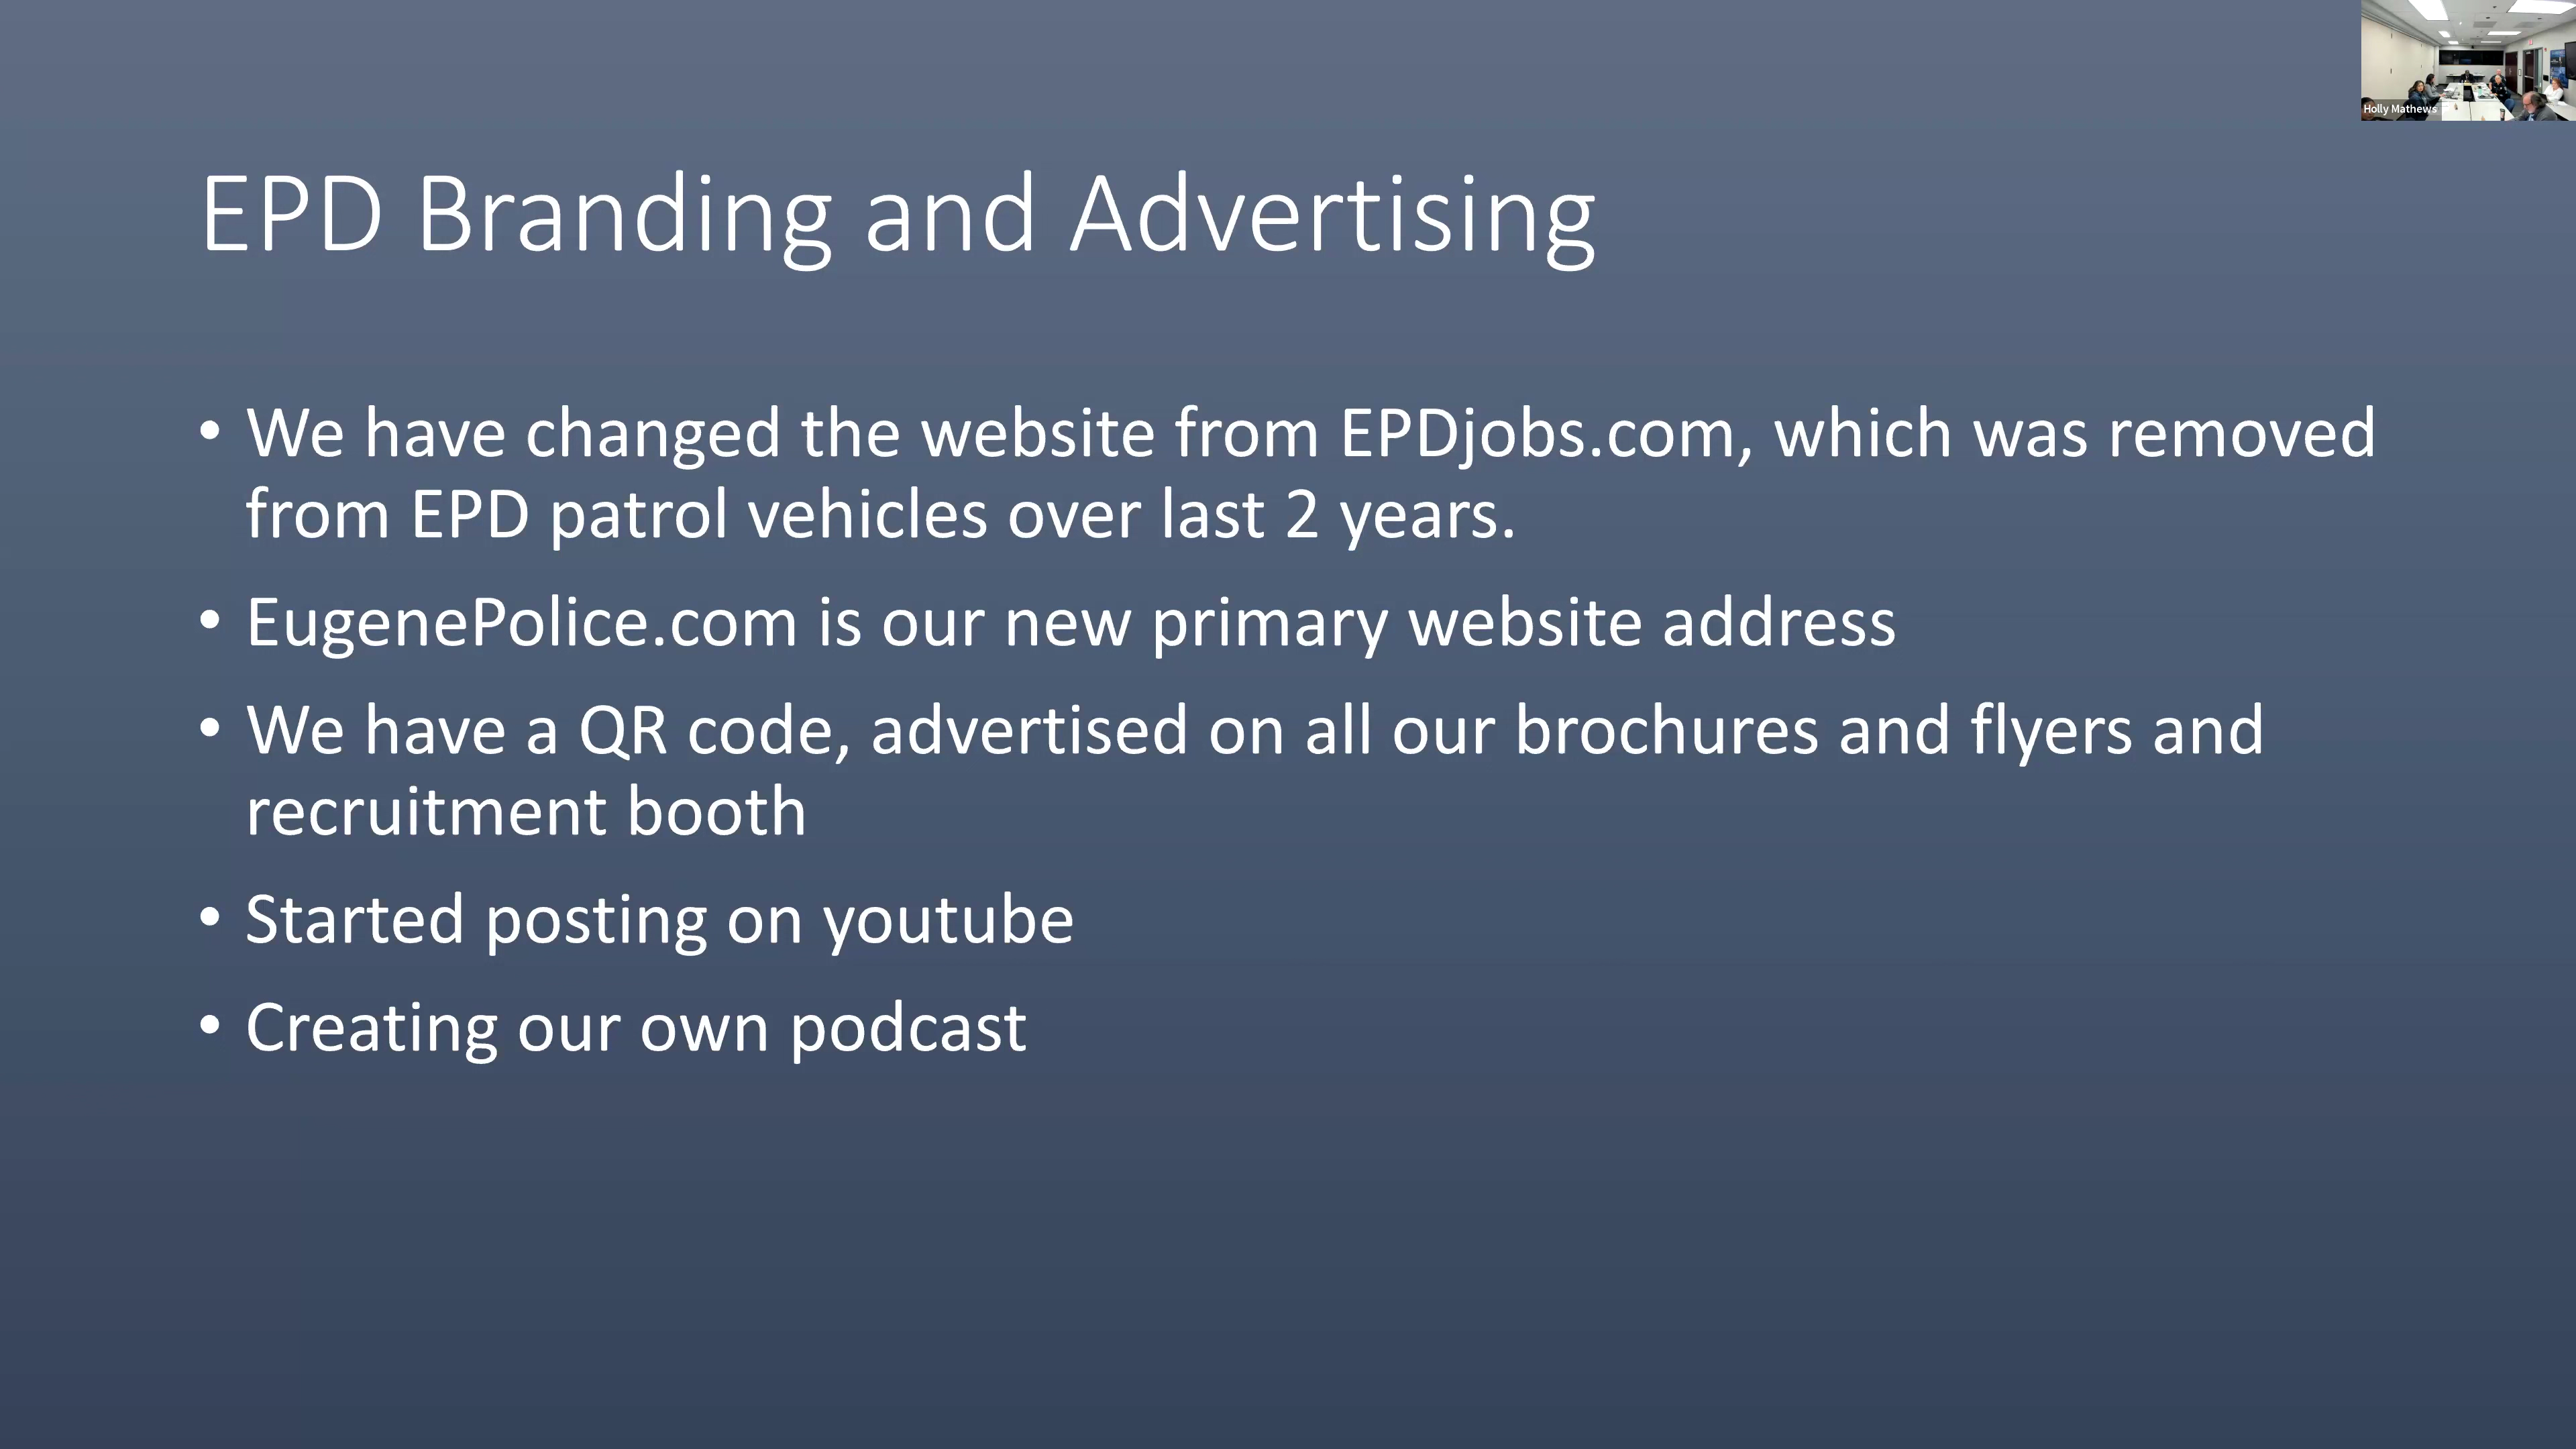 Holly Mathews
EPD Branding and Advertising
• We have changed the website from EPDjobs.com, which was removed
from EPD patrol vehicles over last 2 years.
• EugenePolice.com is our new primary website address
• We have a QR code, advertised on all our brochures and flyers and
recruitment booth
• Started posting on youtube
• Creating our own podcast